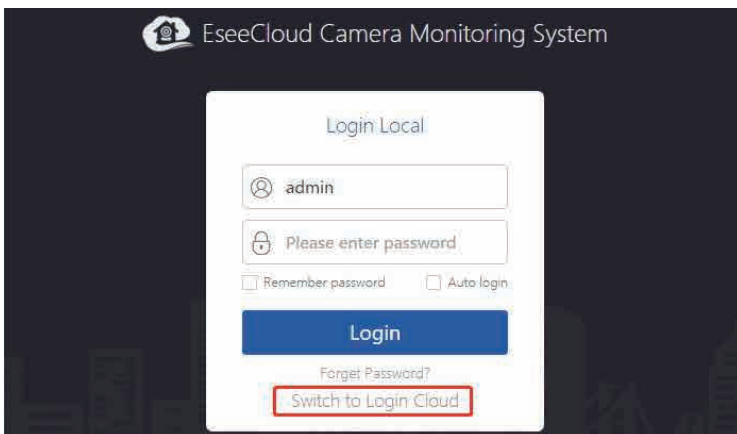 EseeCloud Camera Monitoring System
Login Local
admin
Please enter password
Remember password Auto login
Login
Forget Password?
Switch to Login Cloud